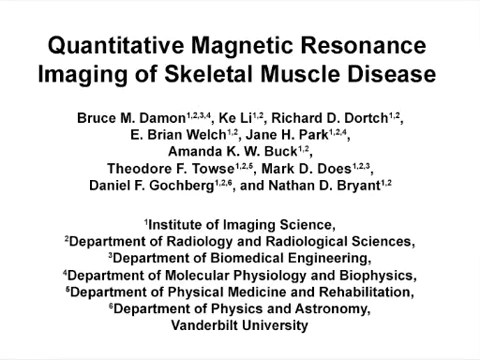 Quantitative Magnetic Resonance
Imaging of Skeletal Muscle Disease
Bruce M. Damon1,2,3,4, Ke Li1,2, Richard D. Dortch1,2,
E. Brian Welch1,2, Jane H. Park1,2,4,
Amanda K. W. Buck1,2,
Theodore F. Towse1,2,5, Mark D. Does1,2,3,
Daniel F. Gochberg1,2,6, and Nathan D. Bryant1,2
1Institute of Imaging Science,
2Department of Radiology and Radiological Sciences,
3Department of Biomedical Engineering,
4Department of Molecular Physiology and Biophysics,
5Department of Physical Medicine and Rehabilitation,
6Department of Physics and Astronomy,
Vanderbilt University